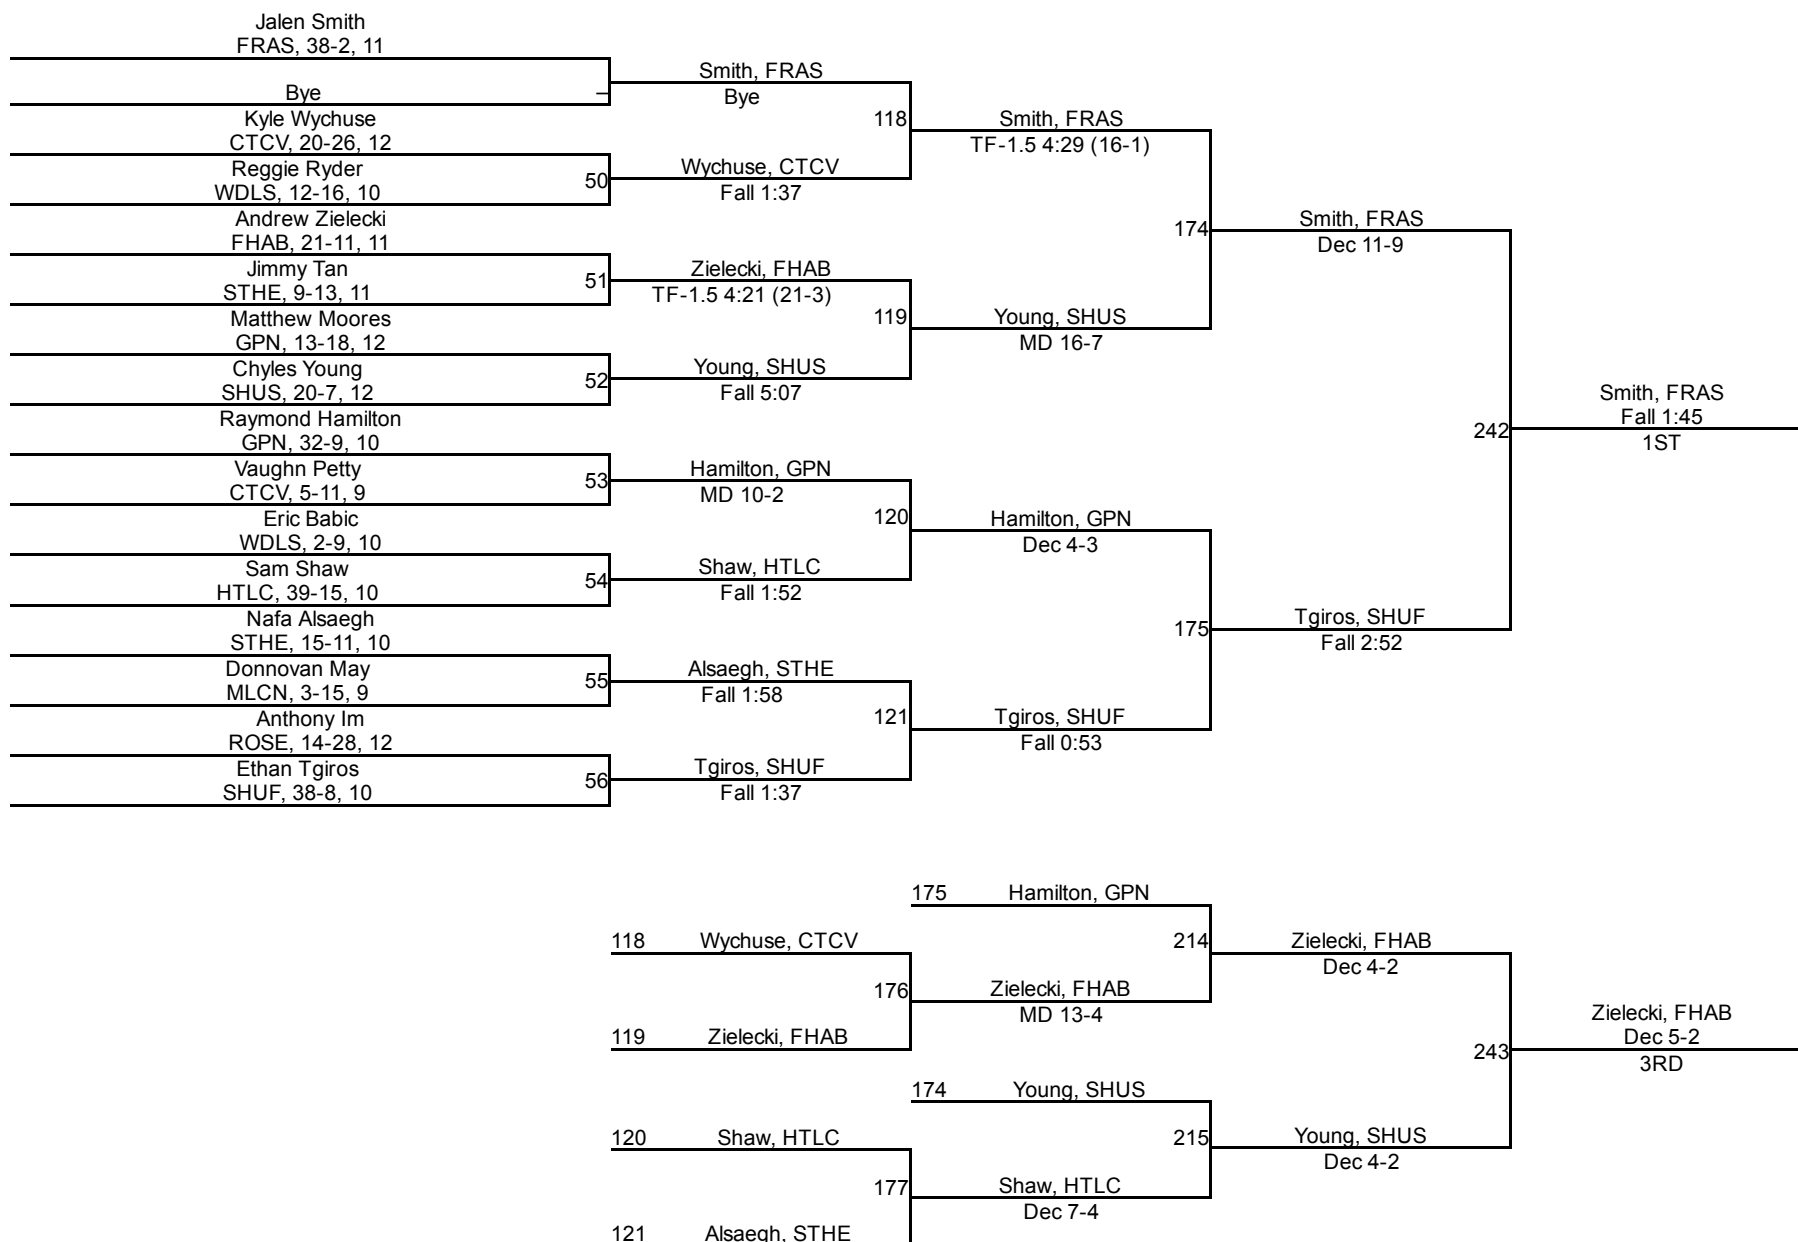 Jalen Smith
FRAS, 38-2, 11
Bye
Kyle Wychuse
CTCV, 20-26, 12
Reggie Ryder
WDLS, 12-16, 10
Andrew Zielecki
FHAB, 21-11, 11
Jimmy Tan
STHE, 9-13, 11
Matthew Moores
GPN, 13-18, 12
Chyles Young
SHUS, 20-7, 12
Raymond Hamilton
GPN, 32-9, 10
Vaughn Petty
CTCV, 5-11, 9
Eric Babic
WDLS, 2-9, 10
Sam Shaw
HTLC, 39-15, 10
Nafa Alsaegh
STHE, 15-11, 10
Donnovan May
MLCN, 3-15, 9
Anthony Im
ROSE, 14-28, 12
Ethan Tgiros
SHUF, 38-8, 10
–
50
51
52
53
54
55
56
Smith, FRAS
Bye
Wychuse, CTCV
Fall 1:37
Zielecki, FHAB
TF-1.5 4:21 (21-3)
Young, SHUS
Fall 5:07
Hamilton, GPN
MD 10-2
Shaw, HTLC
Fall 1:52
Alsaegh, STHE
Fall 1:58
Tgiros, SHUF
Fall 1:37
118
119
120
121
Smith, FRAS
TF-1.5 4:29 (16-1)
Young, SHUS
MD 16-7
Hamilton, GPN
Dec 4-3
Tgiros, SHUF
Fall 0:53
174
175
Smith, FRAS
Dec 11-9
Tgiros, SHUF
Fall 2:52
242
Smith, FRAS
Fall 1:45
1ST
118 Wychuse, CTCV
119 Zielecki, FHAB
120 Shaw, HTLC
121 Alsaegh, STHE
176
177
175 Hamilton, GPN
Zielecki, FHAB
MD 13-4
174 Young, SHUS
Shaw, HTLC
Dec 7-4
214
215
Zielecki, FHAB
Dec 4-2
Young, SHUS
Dec 4-2
243
Zielecki, FHAB
Dec 5-2
3RD